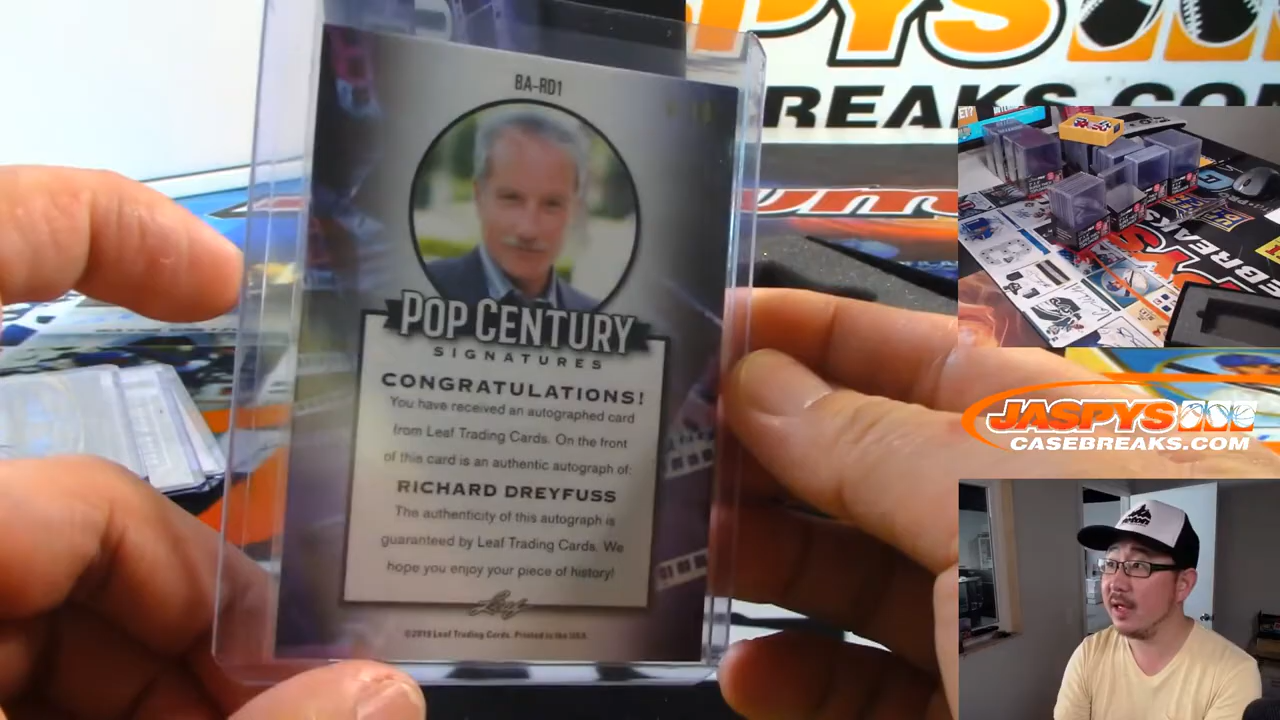 BA-RD1
POP CENTURY
SIGNATURES
CONGRATULATIONS!
You have received an autographed card
from Leaf Trading Cards. On the front
of this card is an authentic autograph of:
RICHARD DREYFUSS
The authenticity of this autograph is
guaranteed by Leaf Trading Cards. We
hope you enjoy your piece of history!
Leaf
©2019 Leaf Trading Cards. Printed in the USA.
PYS
REAKS.COM
JASPYS
CASEBREAKS.COM